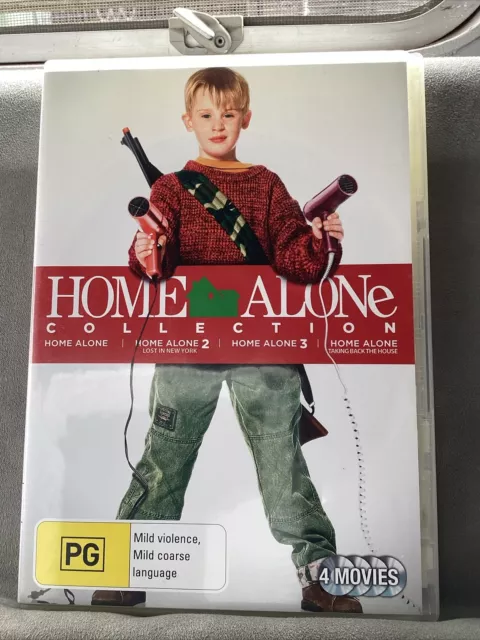 HOME ALONe
COLLECTION
HOME ALONE | HOME ALONE 2 | HOME ALONE 3 | HOME ALONE
LOST IN NEW YORK TAKING BACK THE HOUSE
PG
Mild violence,
Mild coarse
language
4 MOVIES